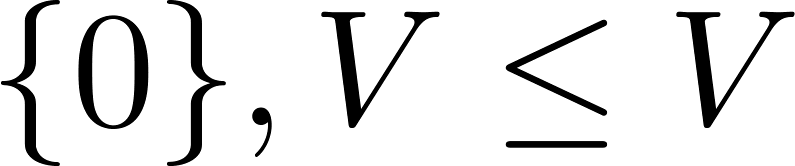 {0}, V ≤ V